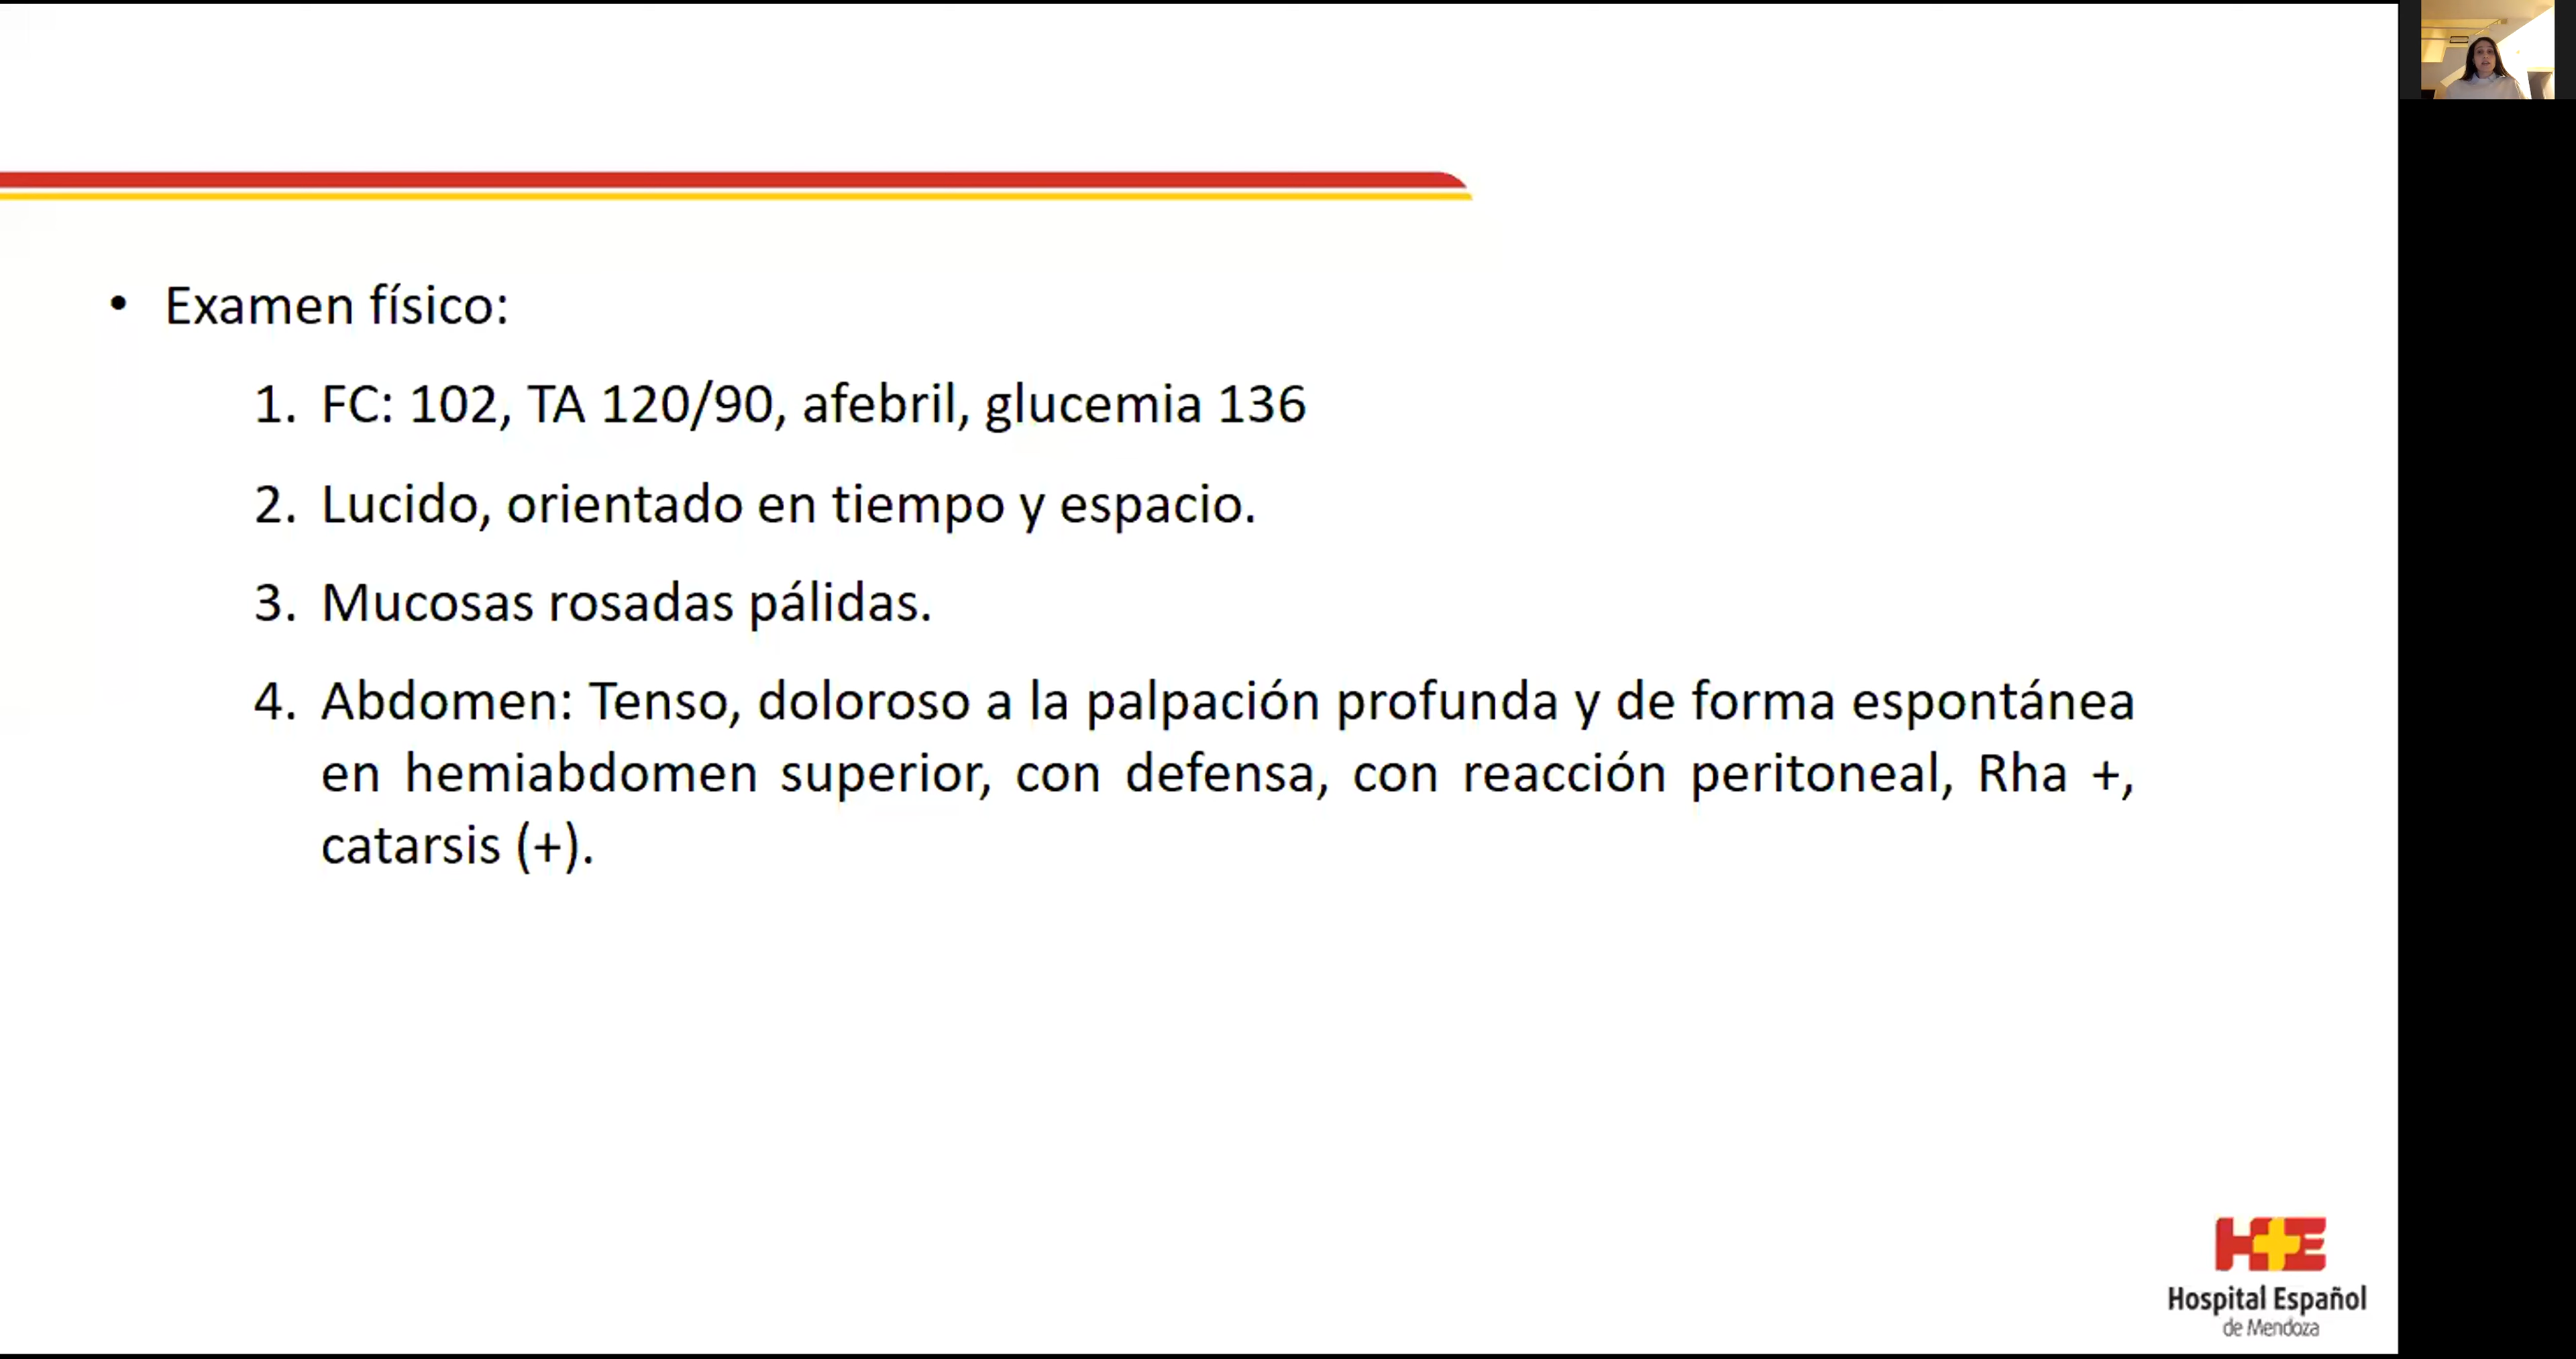 • Examen físico:
1. FC: 102, TA 120/90, afebril, glucemia 136
2. Lucido, orientado en tiempo y espacio.
3. Mucosas rosadas pálidas.
4. Abdomen: Tenso, doloroso a la palpación profunda y de forma espontánea
en hemiabdomen superior, con defensa, con reacción peritoneal, Rha +,
catarsis (+).
H+E
Hospital Español
de Mendoza